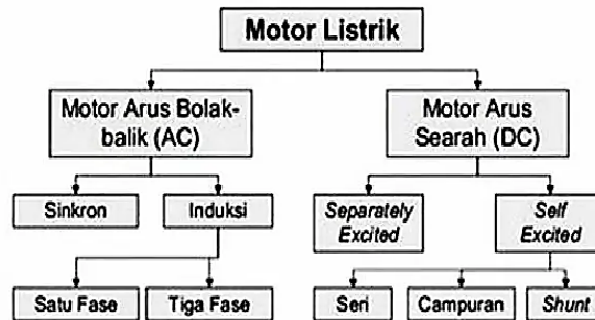 Motor Listrik
Motor Arus Bolak-
balik (AC)
Motor Arus
Searah (DC)
Sinkron
Induksi
Separately
Excited
Self
Excited
Satu Fase
Tiga Fase
Seri
Campuran
Shunt